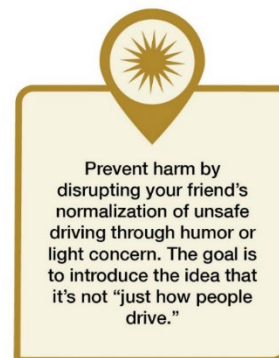 Prevent harm by
disrupting your friend’s
normalization of unsafe
driving through humor or
light concern. The goal is
to introduce the idea that
it’s not “just how people
drive.”